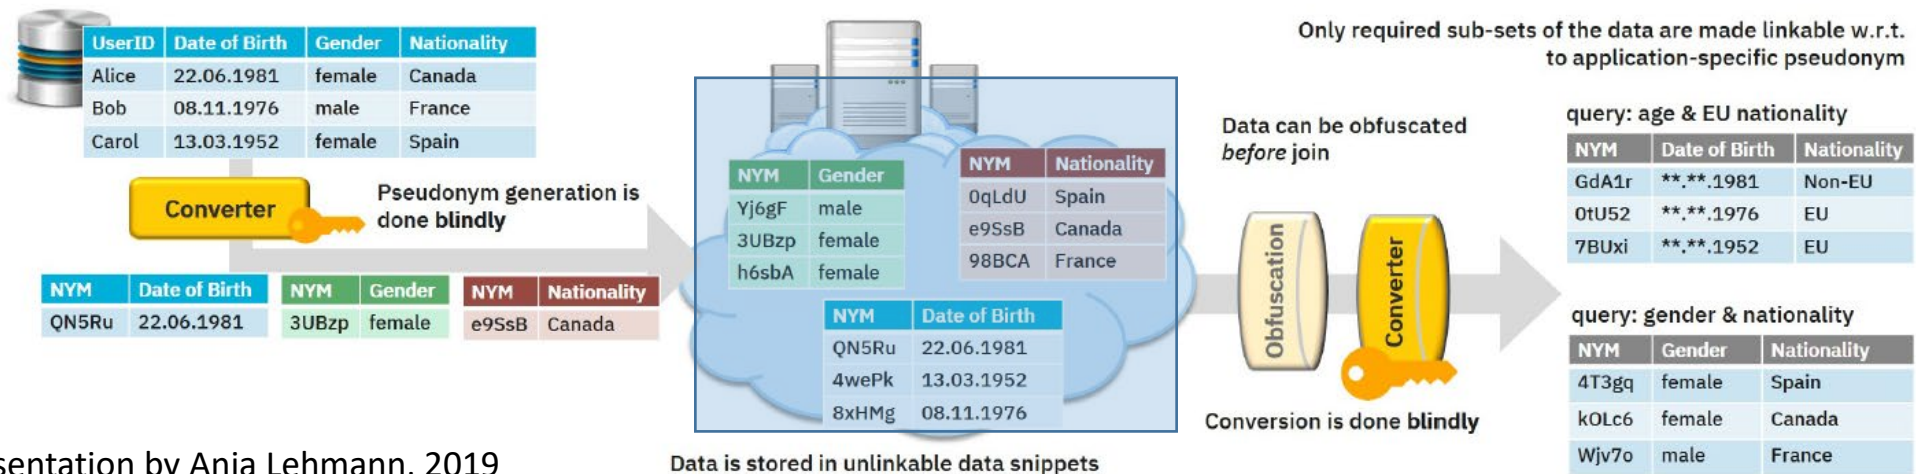 UserID Date of Birth Gender Nationality
Alice 22.06.1981 female Canada
Bob 08.11.1976 male France
Carol 13.03.1952 female Spain
Converter
Pseudonym generation is
done blindly
NYM Date of Birth
QN5Ru 22.06.1981
NYM Gender
3UBzp female
NYM Nationality
e9SsB Canada
NYM Gender
Yj6gF male
3UBzp female
h6sbA female
NYM Nationality
0qLdU Spain
e9SsB Canada
98BCA France
NYM Date of Birth
QN5Ru 22.06.1981
4wePk 13.03.1952
8xHMg 08.11.1976
Data is stored in unlinkable data snippets
Data can be obfuscated
before join
Obfuscation
Converter
Conversion is done blindly
Only required sub-sets of the data are made linkable w.r.t.
to application-specific pseudonym
query: age & EU nationality
NYM Date of Birth Nationality
GdA1r **.**.1981 Non-EU
0tU52 **.**.1976 EU
7BUxi **.**.1952 EU
query: gender & nationality
NYM Gender Nationality
4T3gq female Spain
kOLc6 female Canada
Wjv7o male France
sentation by Anja Lehmann, 2019